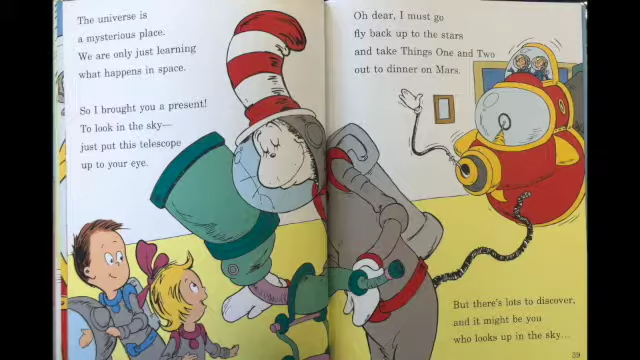 The universe is
a mysterious place.
We are only just learning
what happens in space.
So I brought you a present!
To look in the sky—
just put this telescope
up to your eye.
Oh dear, I must go
fly back up to the stars
and take Things One and Two
out to dinner on Mars.
But there's lots to discover,
and it might be you
who looks up in the sky...
39